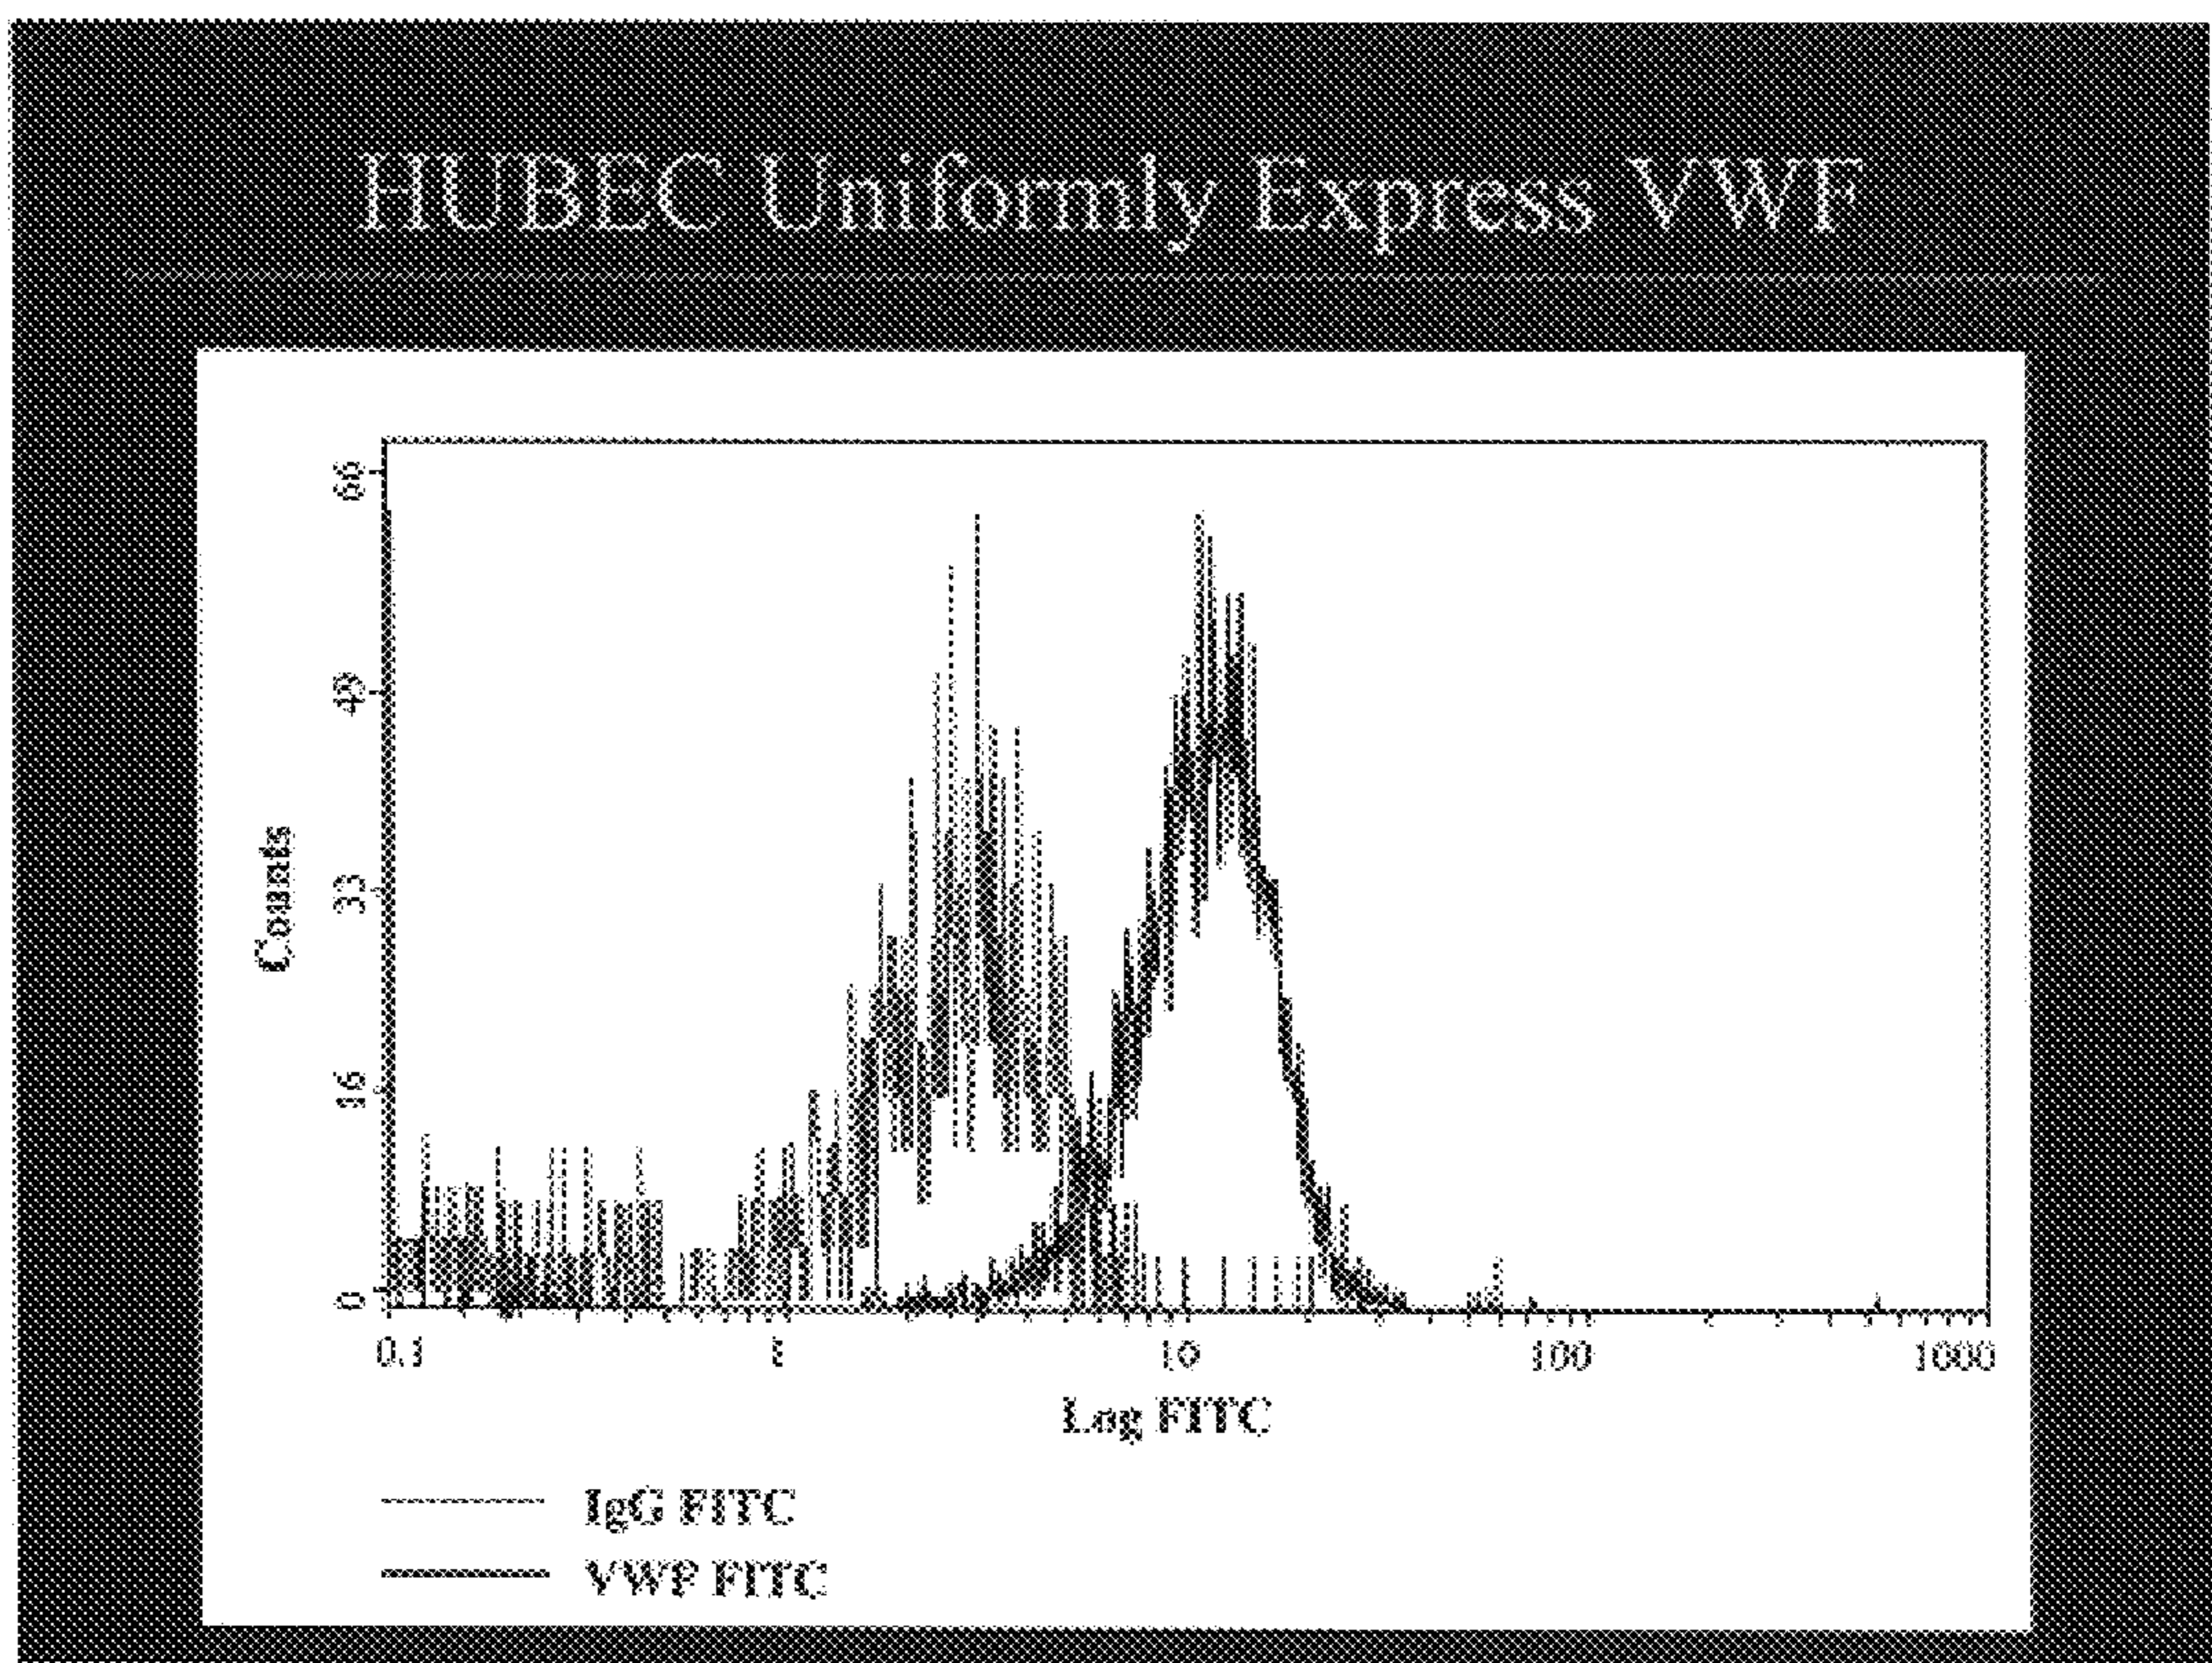 HUBEC Uniformly Express VWF
66
49
33
16
0
Counts
0.1 1 10 100 1000
Log FITC
IgG FITC
VWF FITC